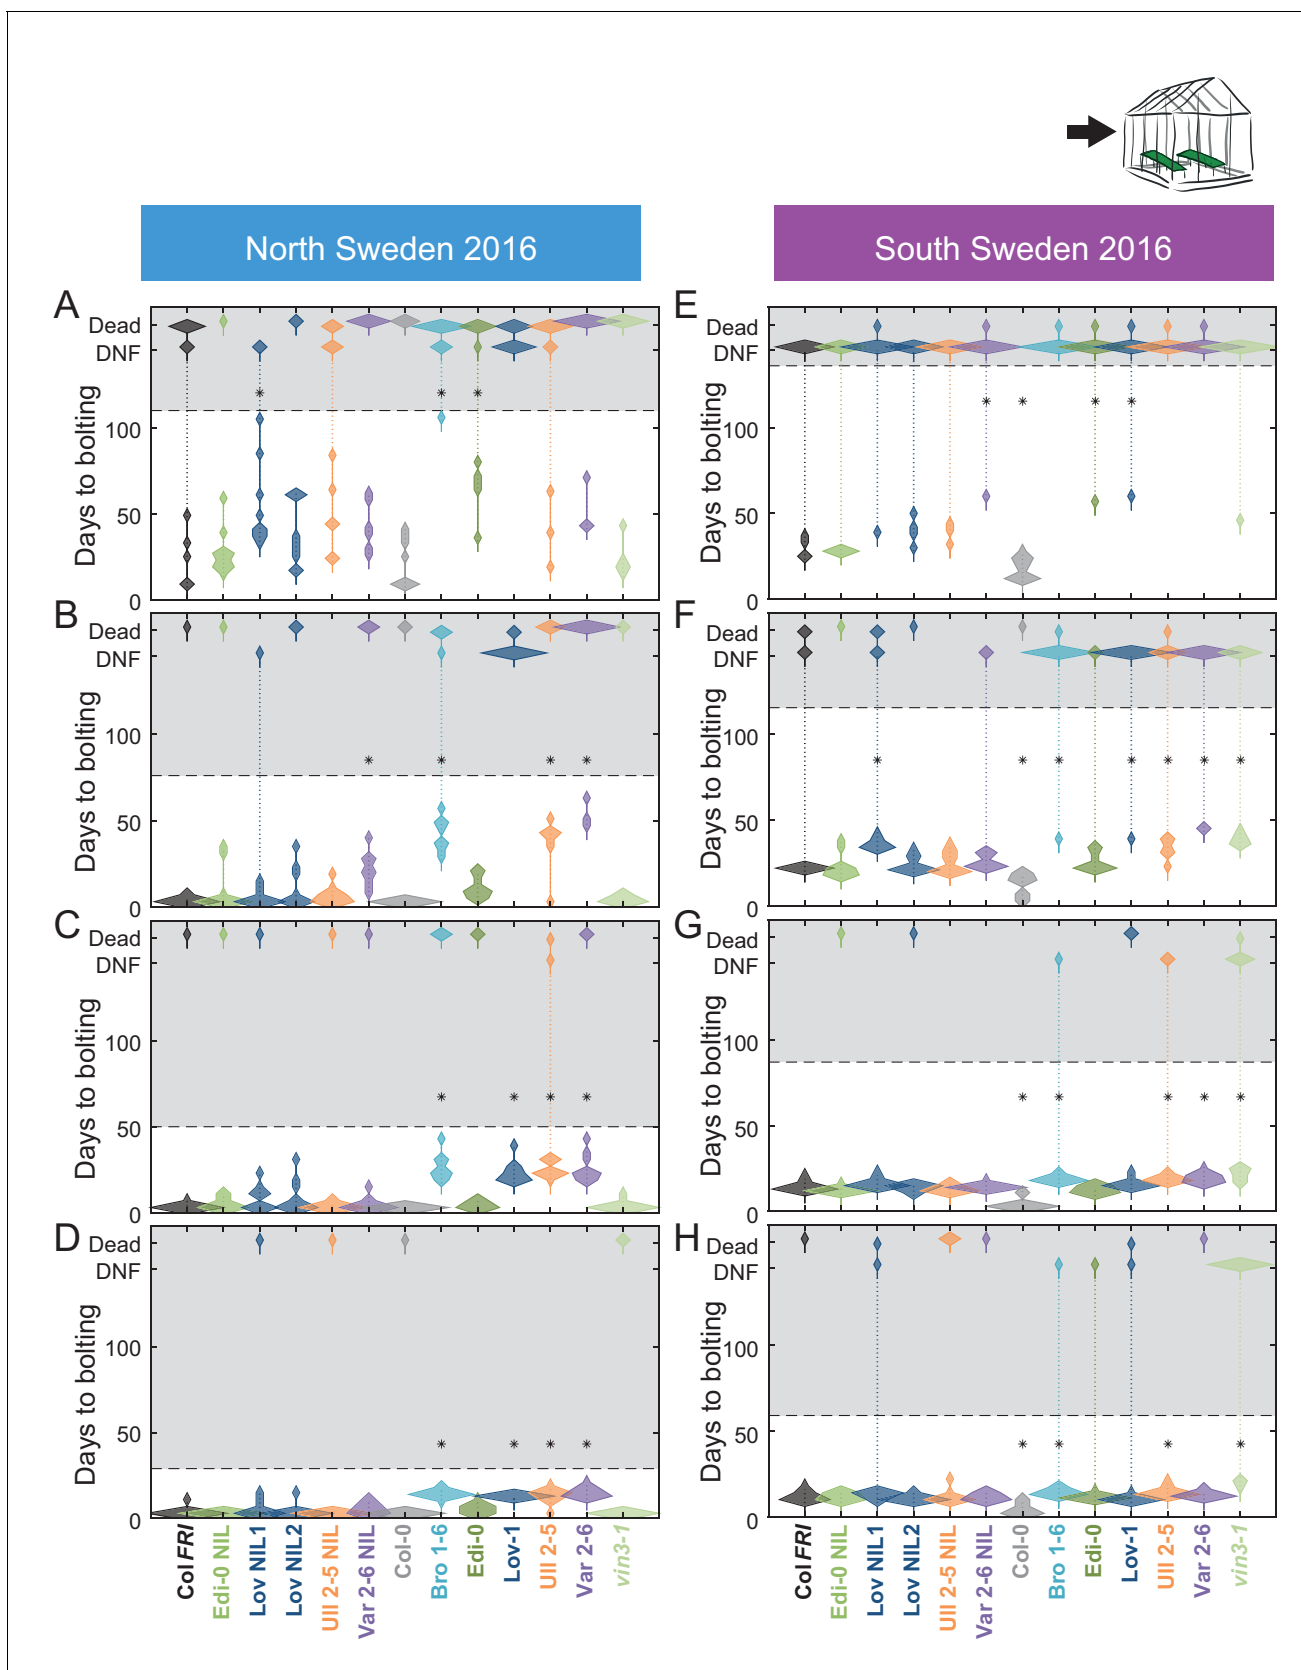 North Sweden 2016
South Sweden 2016
A
Dead
DNF
100
50
0
Days to bolting
* * *
E
Dead
DNF
100
50
0
Days to bolting
* * * *
B
Dead
DNF
100
50
0
Days to bolting
* * * *
F
Dead
DNF
100
50
0
Days to bolting
* * * * * * *
C
Dead
DNF
100
50
0
Days to bolting
* * * *
G
Dead
DNF
100
50
0
Days to bolting
* * * * *
D
Dead
DNF
100
50
0
Days to bolting
* * * *
H
Dead
DNF
100
50
0
Days to bolting
* * * *
Col FRI
Edi-0 NIL
Lov NIL1
Lov NIL2
Ull 2-5 NIL
Var 2-6 NIL
Col-0
Bro 1-6
Edi-0
Lov-1
Ull 2-5
Var 2-6
vin3-1
Col FRI
Edi-0 NIL
Lov NIL1
Lov NIL2
Ull 2-5 NIL
Var 2-6 NIL
Col-0
Bro 1-6
Edi-0
Lov-1
Ull 2-5
Var 2-6
vin3-1